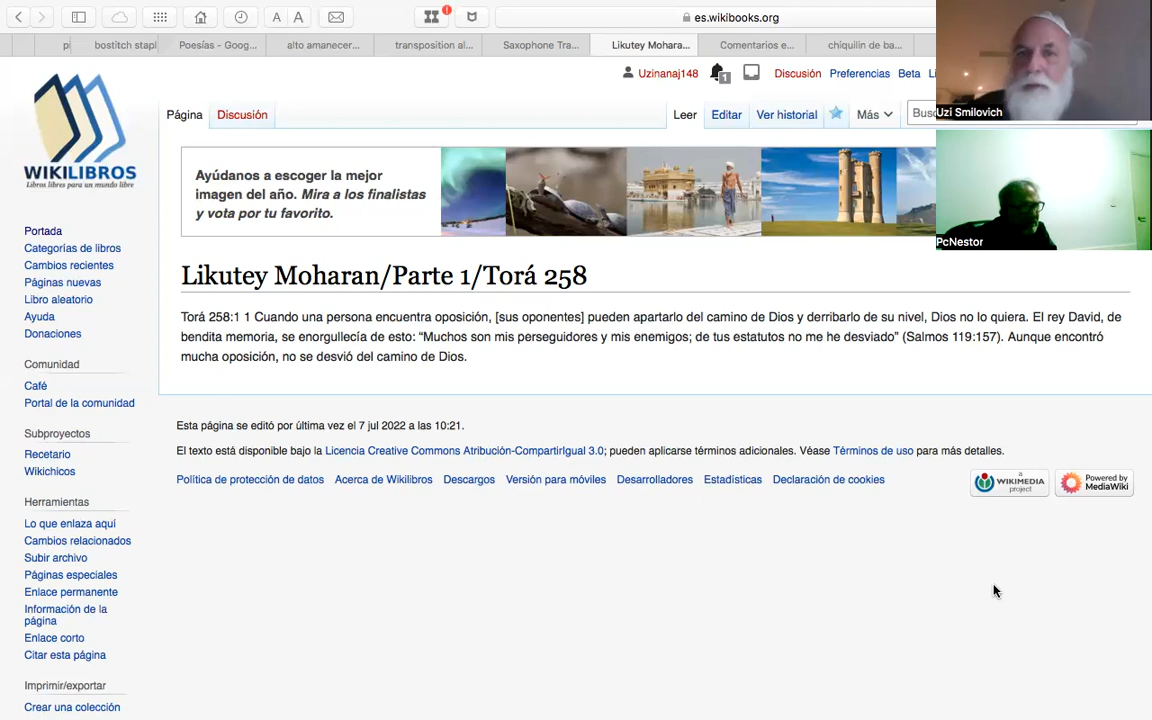 A A
es.wikibooks.org
bostitch stapl
Poesías - Goog...
alto amanecer...
transposition al...
Saxophone Tra...
Likutey Mohara...
Comentarios e...
chiquilin de ba...
Uzinanaj148
1
Discusión
Preferencias
Beta
Página
Discusión
Leer
Editar
Ver historial
Más
Uzi Smilovich
PcNestor
WIKILIBROS
Libros libres para un mundo libre
Ayúdanos a escoger la mejor
imagen del año. Mira a los finalistas
y vota por tu favorito.
Portada
Categorías de libros
Cambios recientes
Páginas nuevas
Libro aleatorio
Ayuda
Donaciones
Comunidad
Café
Portal de la comunidad
Subproyectos
Recetario
Wikichicos
Herramientas
Lo que enlaza aquí
Cambios relacionados
Subir archivo
Páginas especiales
Enlace permanente
Información de la
página
Enlace corto
Citar esta página
Imprimir/exportar
Crear una colección
Likutey Moharan/Parte 1/Torá 258
Torá 258:1 1 Cuando una persona encuentra oposición, [sus oponentes] pueden apartarlo del camino de Dios y derribarlo de su nivel, Dios no lo quiera. El rey David, de
bendita memoria, se enorgullecía de esto: “Muchos son mis perseguidores y mis enemigos; de tus estatutos no me he desviado” (Salmos 119:157). Aunque encontró
mucha oposición, no se desvió del camino de Dios.
Esta página se editó por última vez el 7 jul 2022 a las 10:21.
El texto está disponible bajo la Licencia Creative Commons Atribución-CompartirIgual 3.0; pueden aplicarse términos adicionales. Véase Términos de uso para más detalles.
Política de protección de datos
Acerca de Wikilibros
Descargos
Versión para móviles
Desarrolladores
Estadísticas
Declaración de cookies
A
WIKIMEDIA
project
Powered by
MediaWiki